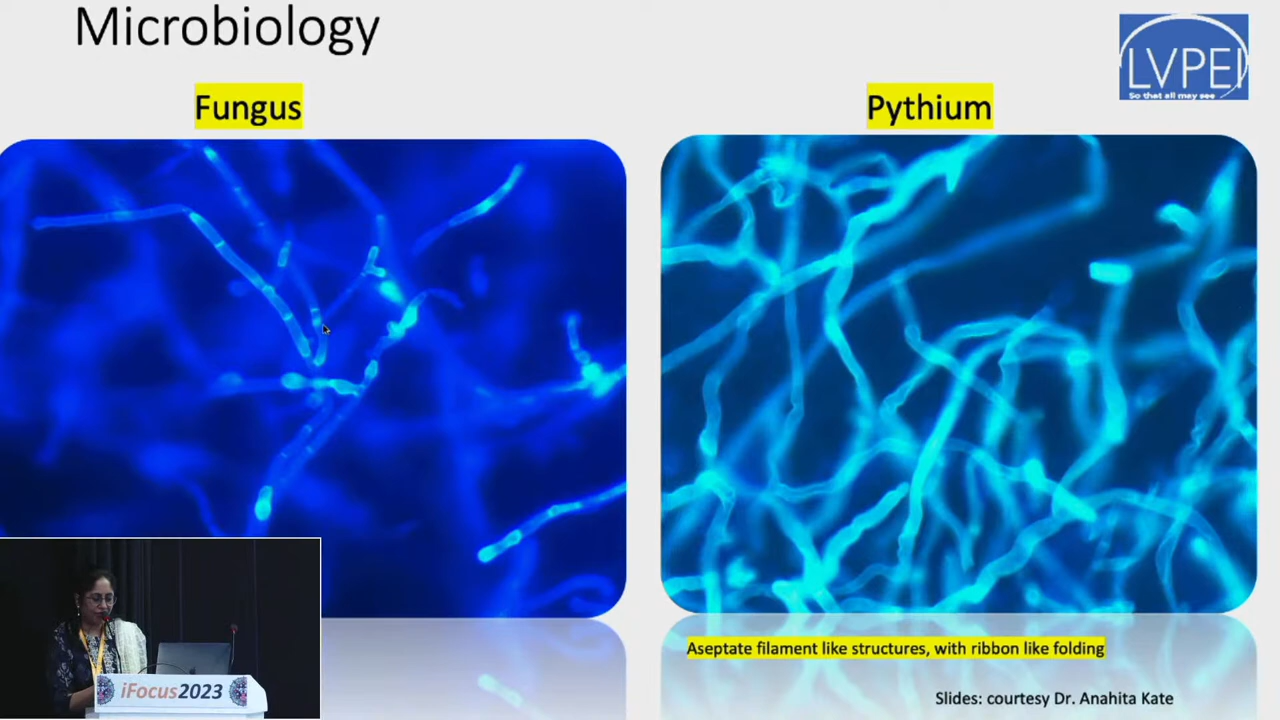 Microbiology
LVPEI
So that all may see
Fungus
Pythium
Aseptate filament like structures, with ribbon like folding
Slides: courtesy Dr. Anahita Kate
iFocus2023